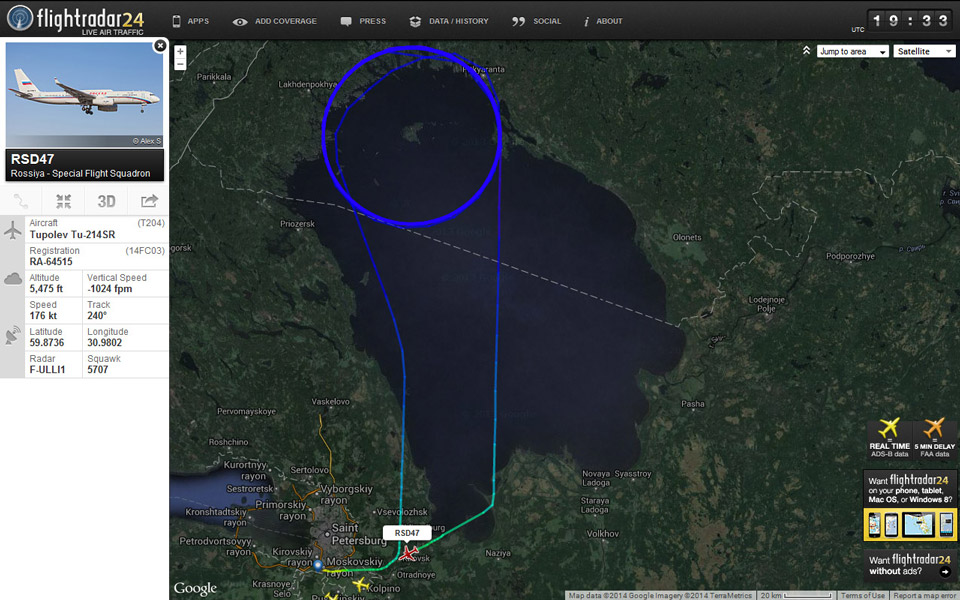 flightradar24
LIVE AIR TRAFFIC
APPS
ADD COVERAGE
PRESS
DATA / HISTORY
SOCIAL
ABOUT
UTC
19:33
© Alex S
RSD47
Rossiya - Special Flight Squadron
3D
Aircraft
(T204)
Tupolev Tu-214SR
Registration
(14FC03)
RA-64515
Altitude
Vertical Speed
5,475 ft
-1024 fpm
Speed
Track
176 kt
240°
Latitude
Longitude
59.8736
30.9802
Radar
Squawk
F-ULLI1
5707
+
−
Jump to area
Satellite
Parikkala
Lakhdenpokhya
Priozersk
Olonets
Podporozhye
р. Свирь
Lodejnoje
Polje
Pasha
Vaskelovo
Pervomayskoye
Roshchino
Kurortnyy
rayon
Sestroretsk
Sertolovo
Vyborgskiy
rayon
Primorskiy
rayon
Kronshtadtskiy
rayon
Saint
Petersburg
Vsevolozhsk
Petrodvortsovyy
rayon
Kirovskiy
rayon
Moskovskiy
rayon
RSD47
Otradnoye
Krasnoye
Kolpino
Naziya
Novaya
Ladoga
Syasstroy
Staraya
Ladoga
Volkhov
REAL TIME
ADS-B data
5 MIN DELAY
FAA data
Want flightradar24
on your phone, tablet,
Mac OS, or Windows 8?
Want flightradar24
without ads?
Google
Map data ©2014 Google Imagery ©2014 TerraMetrics
20 km
Terms of Use
Report a map error